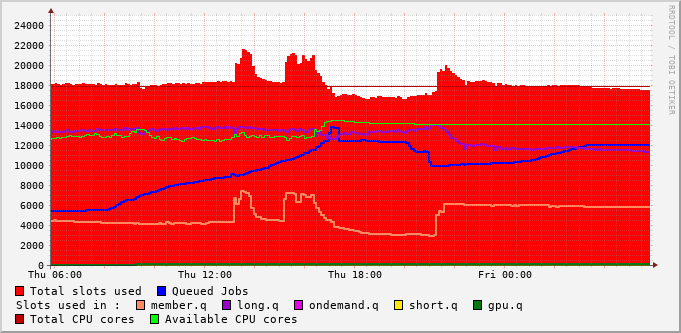 RRDTOOL / TOBI OETIKER
24000
22000
20000
18000
16000
14000
12000
10000
8000
6000
4000
2000
0
Thu 06:00 Thu 12:00 Thu 18:00 Fri 00:00
Total slots used Queued Jobs
Slots used in : member.q long.q ondemand.q short.q gpu.q
Total CPU cores Available CPU cores